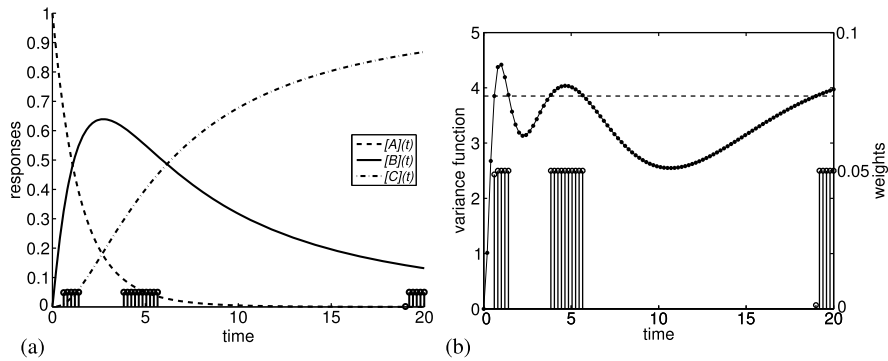 1
0.9
0.8
0.7
0.6
0.5
0.4
0.3
0.2
0.1
0
responses
0 5 10 15 20
time
[A](t)
[B](t)
[C](t)
(a)
5
4
3
2
1
0
variance function
0.1
0.05
0
weights
0 5 10 15 20
time
(b)